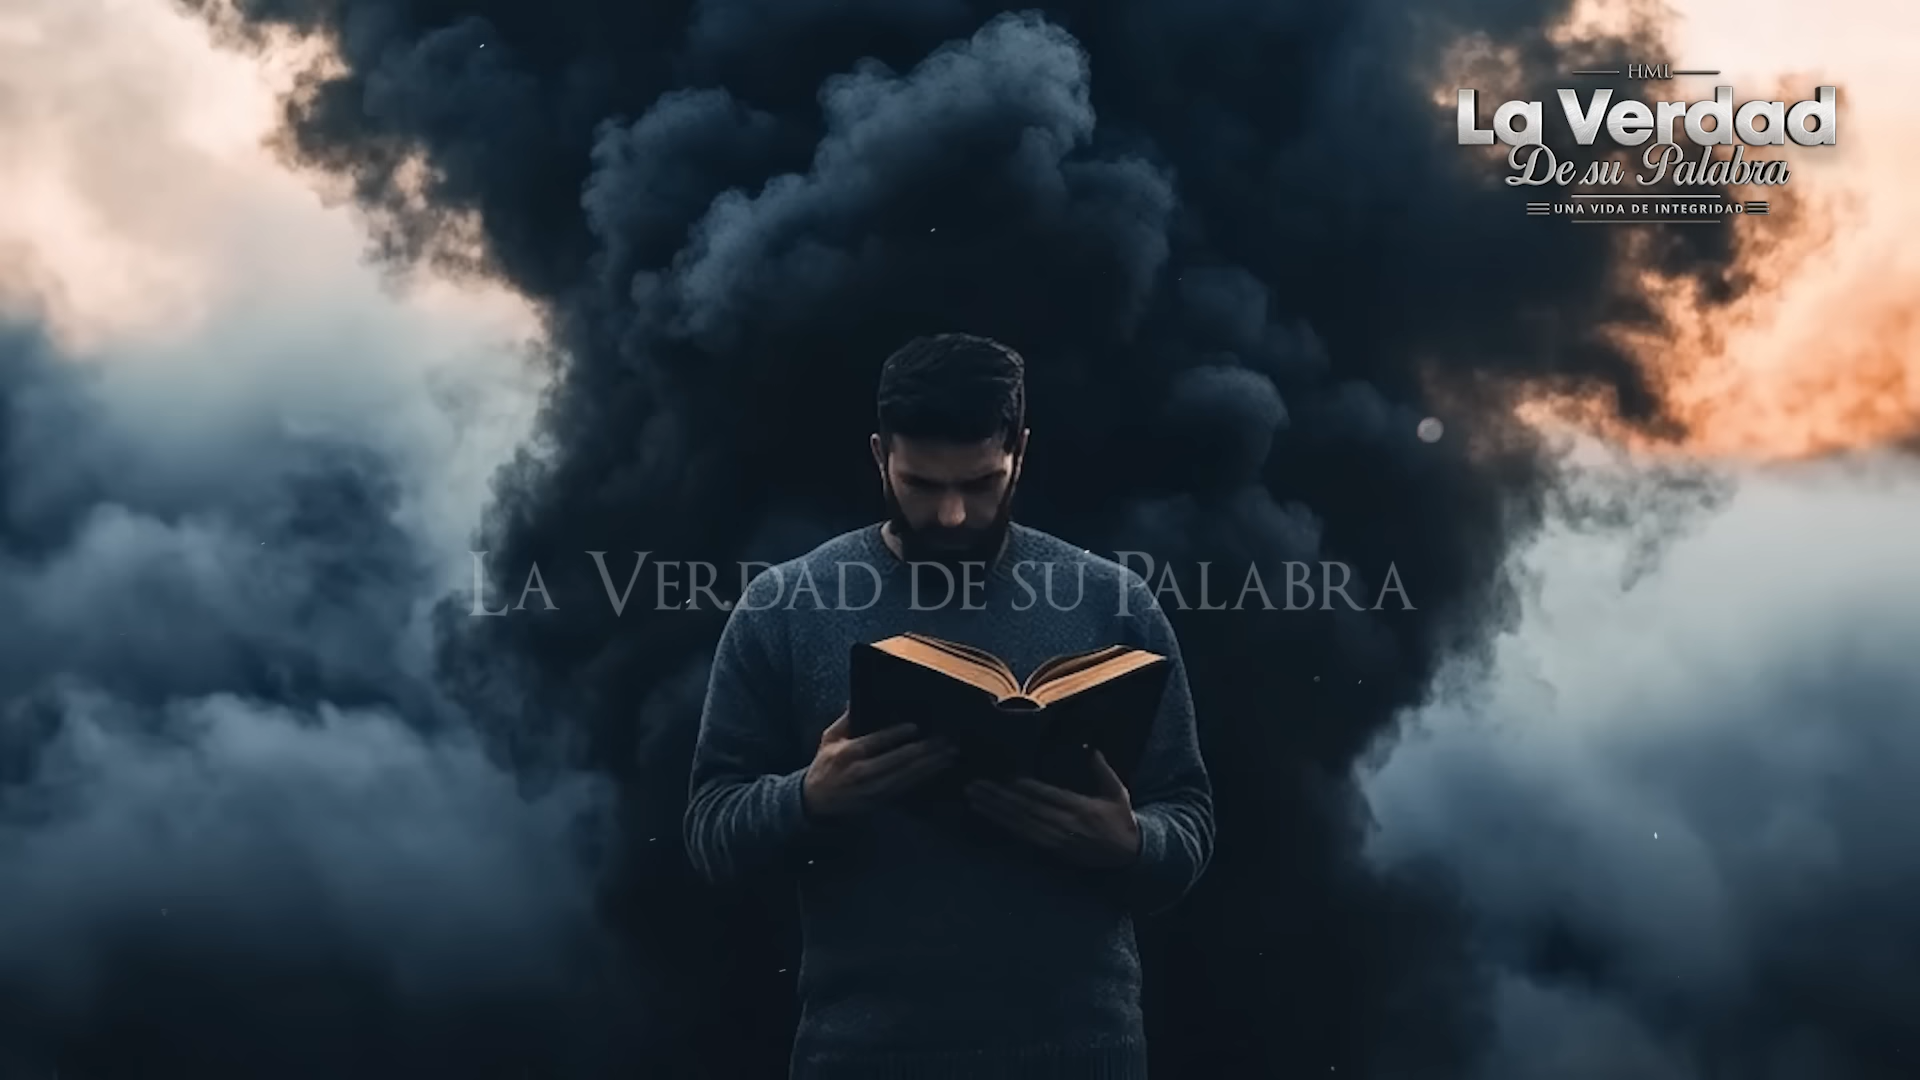 HML
La Verdad
De su Palabra
UNA VIDA DE INTEGRIDAD
LA VERDAD DE SU PALABRA